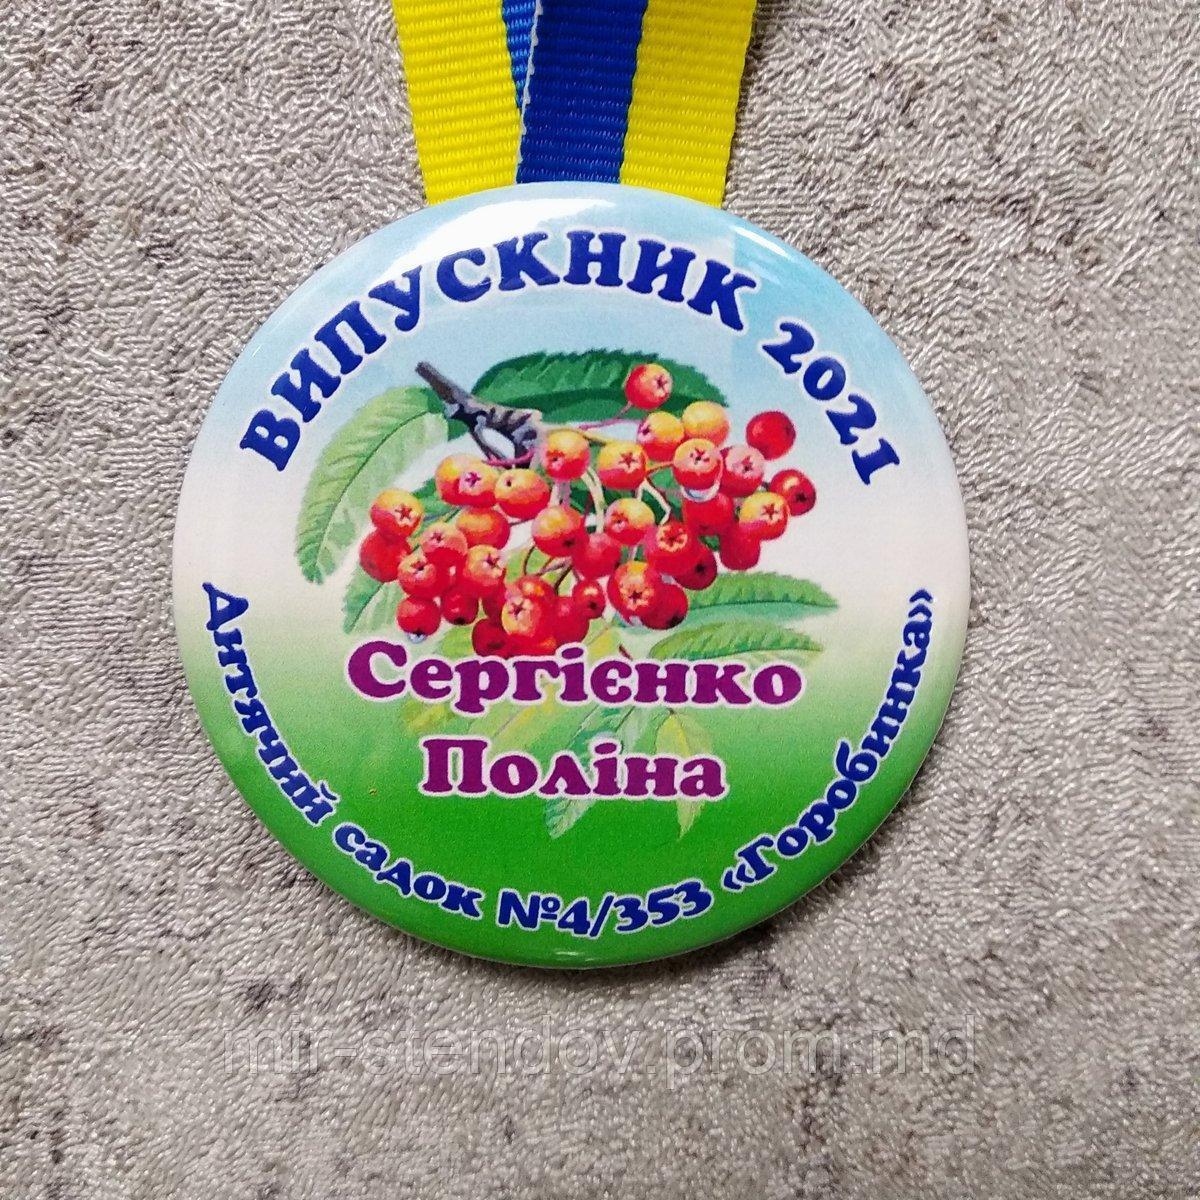 ВИПУСКНИК 2021
Сергієнко
Поліна
Дитячий садок №4/353 «Горобинка»
mir-stendov.prom.md